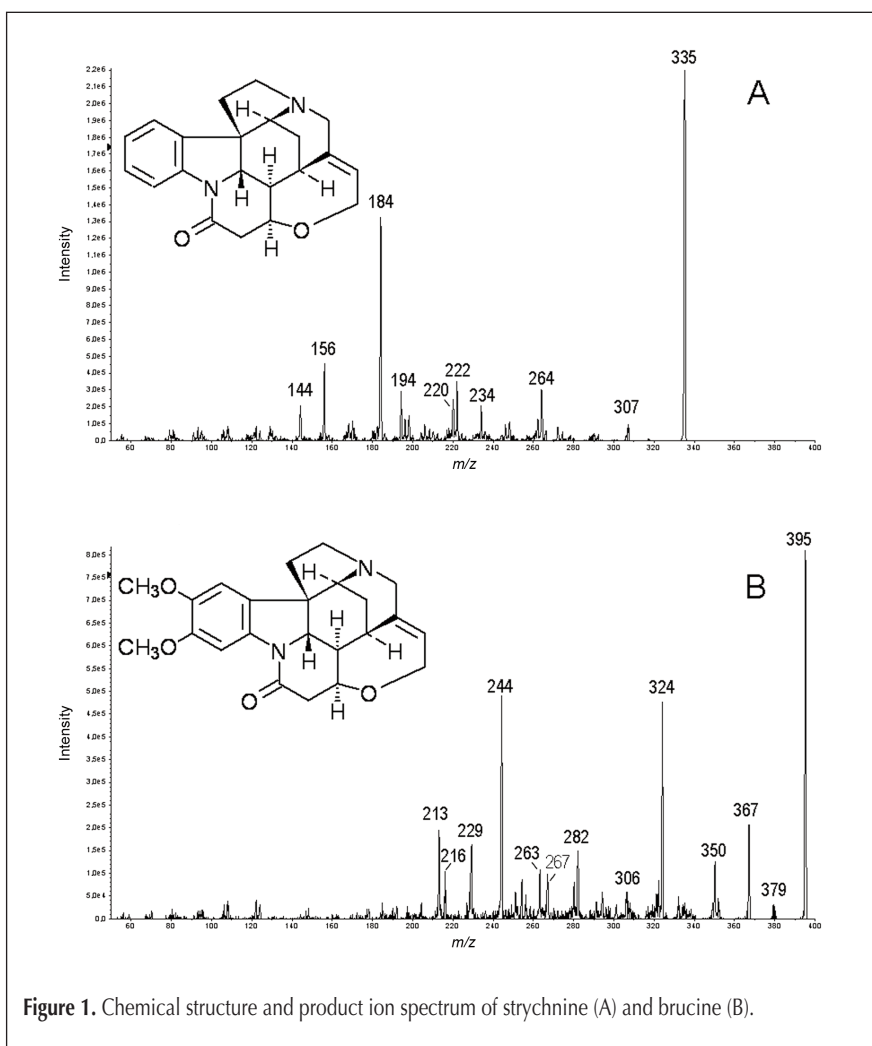 A
Intensity
2.2e6
2.1e6
2.0e6
1.9e6
1.8e6
1.7e6
1.6e6
1.5e6
1.4e6
1.3e6
1.2e6
1.1e6
1.0e6
9.0e5
8.0e5
7.0e5
6.0e5
5.0e5
4.0e5
3.0e5
2.0e5
1.0e5
0.0
H
N
H
N
H
H
O
O
H
144
156
184
194
220
222
234
264
307
335
60 80 100 120 140 160 180 200 220 240 260 280 300 320 340 360 380 400
m/z
B
Intensity
8.0e5
7.5e5
7.0e5
6.5e5
6.0e5
5.5e5
5.0e5
4.5e5
4.0e5
3.5e5
3.0e5
2.5e5
2.0e5
1.5e5
1.0e5
5.0e4
0.0
CH3O
CH3O
H
N
H
N
H
H
O
O
H
213
216
229
244
263
267
282
306
324
350
367
379
395
60 80 100 120 140 160 180 200 220 240 260 280 300 320 340 360 380 400
m/z
Figure 1. Chemical structure and product ion spectrum of strychnine (A) and brucine (B).